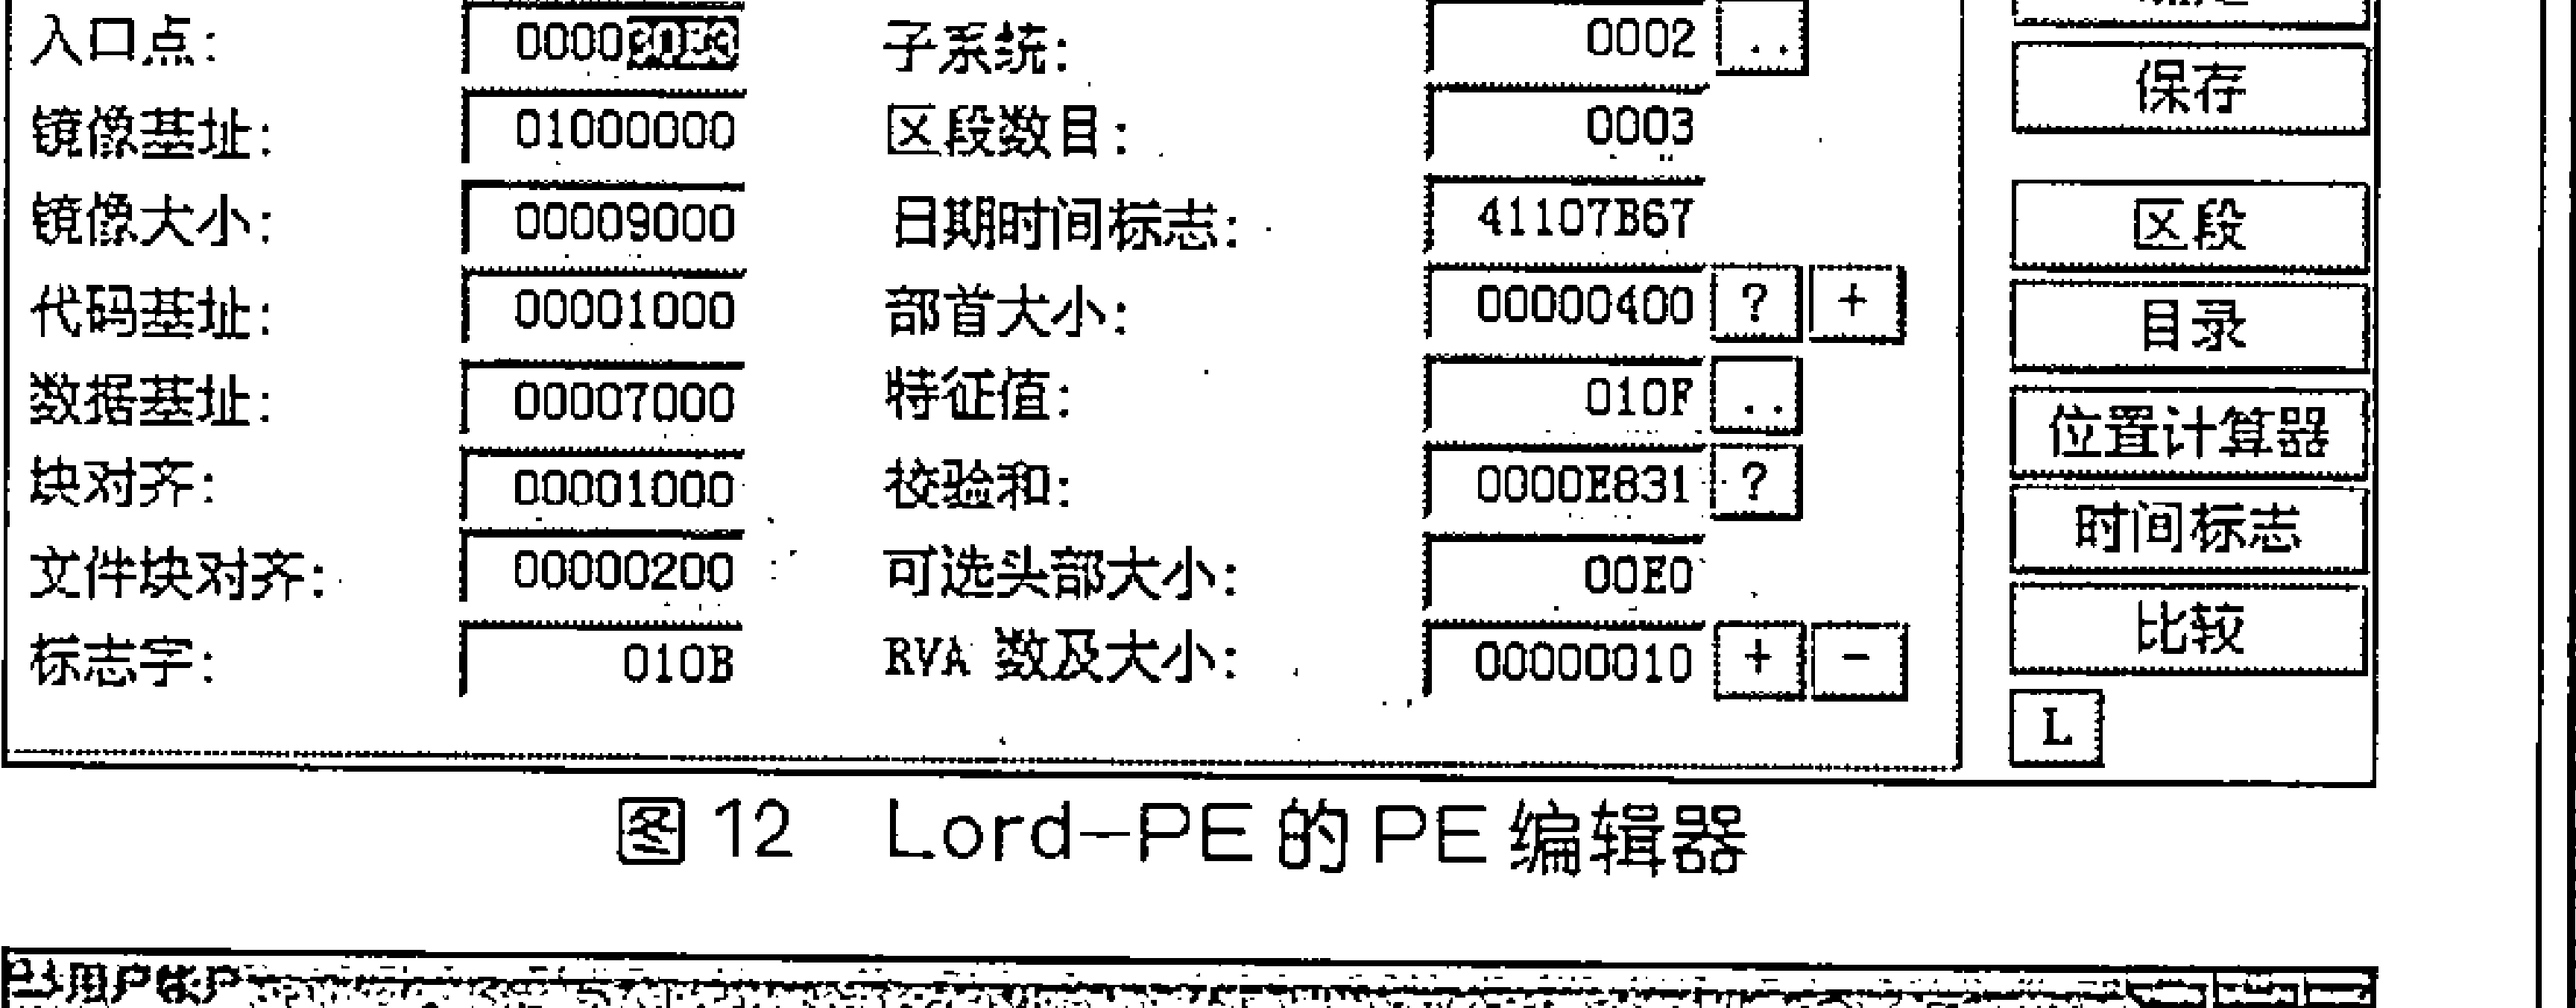 入口点: 0000 子系统: 0002 ..
保存
镜像基址: 01000000 区段数目: 0003
镜像大小: 00009000 日期时间标志: 41107B67 区段
代码基址: 00001000 部首大小: 00000400 ? + 目录
数据基址: 00007000 特征值: 010F .. 位置计算器
块对齐: 00001000 校验和: 0000E831 ? 时间标志
文件块对齐: 00000200 可选头部大小: 00E0 比较
标志字: 010B RVA 数及大小: 00000010 + -
L
图 12 Lord-PE 的 PE 编辑器
用户帐户